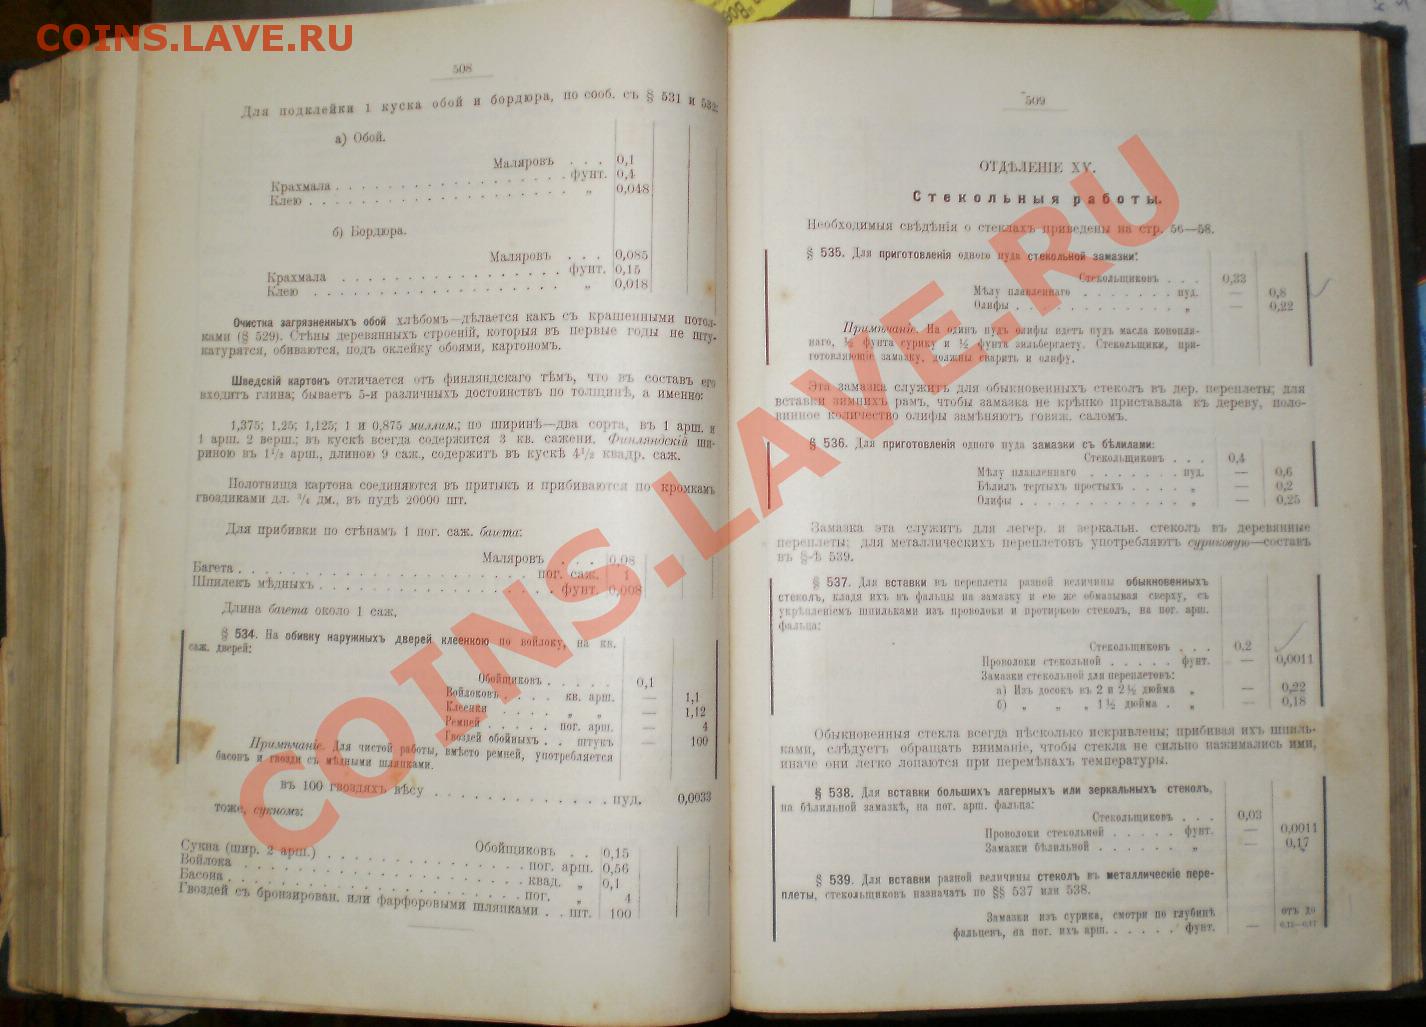 COINS.LAVE.RU
508
Для подклейки 1 куска обой и бордюра, по сооб. съ § 531 и 532:
а) Обой.
Маляровъ . . . 0,1
Крахмала . . . . . . . . . . . . . . . фунт. 0,4
Клею . . . . . . . . . . . . . . . . „ 0,048
б) Бордюра.
Маляровъ . . . 0,085
Крахмала . . . . . . . . . . . . . . . фунт. 0,15
Клею . . . . . . . . . . . . . . . . „ 0,018
Очистка загрязненныхъ обой хлѣбомъ—дѣлается какъ съ крашенными потол-
ками (§ 529). Стѣны деревянныхъ строеній, которыя въ первые годы не шту-
катурятся, обиваются, подъ оклейку обоями, картономъ.
Шведскій картонъ отличается отъ финляндскаго тѣмъ, что въ составъ его
входитъ глина; бываетъ 5-и различныхъ достоинствъ по толщинѣ, а именно:
1,375; 1,25; 1,125; 1 и 0,875 миллим.; по ширинѣ—два сорта, въ 1 арш. и
1 арш. 2 верш.; въ кускѣ всегда содержится 3 кв. сажени. Финляндскій ши-
риною въ 1¹/₂ арш., длиною 9 саж., содержитъ въ кускѣ 4¹/₂ квадр. саж.
Полотнища картона соединяются въ притыкъ и прибиваются по кромкамъ
гвоздиками дл. ³/₄ дм., въ пудѣ 20000 шт.
Для прибивки по стѣнамъ 1 пог. саж. багета:
Маляровъ . . . 0,08
Багета . . . . . . . . . . . . . . . . пог. саж. 1
Шпилекъ мѣдныхъ . . . . . . . . . . . . фунт. 0,008
Длина багета около 1 саж.
§ 534. На обивку наружныхъ дверей клеенкою по войлоку, на кв.
саж. дверей:
Обойщиковъ . . . . . 0,1
Войлоковъ . . . . кв. арш. — 1,1
Клеенки . . . . „ „ — 1,12
Ремней . . . . . пог. арш. — 4
Гвоздей обойныхъ . . штукъ — 100
Примѣчаніе. Для чистой работы, вмѣсто ремней, употребляется
басонъ и гвозди съ мѣдными шляпками.
въ 100 гвоздяхъ вѣсу . . . . . . . . . . . . . пуд. 0,0033
тоже, сукномъ:
Обойщиковъ . . 0,15
Сукна (шир. 2 арш.) . . . . . . . . . . . пог. арш. 0,56
Войлока . . . . . . . . . . . . . . . . квад. „ 0,1
Басона . . . . . . . . . . . . . . . . пог. „ 4
Гвоздей съ бронзирован. или фарфоровыми шляпками . . шт. 100
509
ОТДѢЛЕНІЕ XV.
Стекольныя работы.
Необходимыя свѣдѣнія о стеклахъ приведены на стр. 56—58.
§ 535. Для приготовленія одного пуда стекольной замазки:
Стекольщиковъ . . . 0,33
Мѣлу плавленнаго . . . . . . . пуд. — 0,8
Олифы . . . . . . . . . . . . „ — 0,22
Примѣчаніе. На одинъ пудъ олифы идетъ пудъ масла конопля-
наго, ½ фунта сурику и ½ фунта зильберглету. Стекольщики, при-
готовляющіе замазку, должны сварить и олифу.
Эта замазка служитъ для обыкновенныхъ стеколъ въ дер. переплеты; для
вставки зимнихъ рамъ, чтобы замазка не крѣпко приставала къ дереву, поло-
винное количество олифы замѣняютъ говяж. саломъ.
§ 536. Для приготовленія одного пуда замазки съ бѣлилами:
Стекольщиковъ . . . 0,4
Мѣлу плавленнаго . . . . . . . пуд. — 0,6
Бѣлилъ тертыхъ простыхъ . . . . . „ — 0,2
Олифы . . . . . . . . . . . . „ — 0,25
Замазка эта служитъ для легер. и зеркальн. стеколъ въ деревянные
переплеты; для металлическихъ переплетовъ употребляютъ суриковую—составъ
въ §-ѣ 539.
§ 537. Для вставки въ переплеты разной величины обыкновенныхъ
стеколъ, кладя ихъ въ фальцы на замазку и ею же обмазывая сверху, съ
укрѣпленіемъ шпильками изъ проволоки и протиркою стеколъ, на пог. арш.
фальца:
Стекольщиковъ . . . 0,2
Проволоки стекольной . . . . . фунт. — 0,0011
Замазки стекольной для переплетовъ:
а) Изъ досокъ въ 2 и 2½ дюйма „ — 0,22
б) „ „ „ 1½ дюйма . „ — 0,18
Обыкновенныя стекла всегда нѣсколько искривлены; прибивая ихъ шпиль-
ками, слѣдуетъ обращать вниманіе, чтобы стекла не сильно нажимались ими,
иначе они легко лопаются при перемѣнахъ температуры.
§ 538. Для вставки большихъ лагерныхъ или зеркальныхъ стеколъ,
на бѣлильной замазкѣ, на пог. арш. фальца:
Стекольщиковъ . . . 0,03
Проволоки стекольной . . . . . фунт. — 0,0011
Замазки бѣлильной . . . . . . . „ — 0,17
§ 539. Для вставки разной величины стеколъ въ металлическіе пере-
плеты, стекольщиковъ назначать по §§ 537 или 538.
Замазки изъ сурика, смотря по глубинѣ отъ до
фальцевъ, на пог. ихъ арш. . . . . . фунт. —
COINS.LAVE.RU